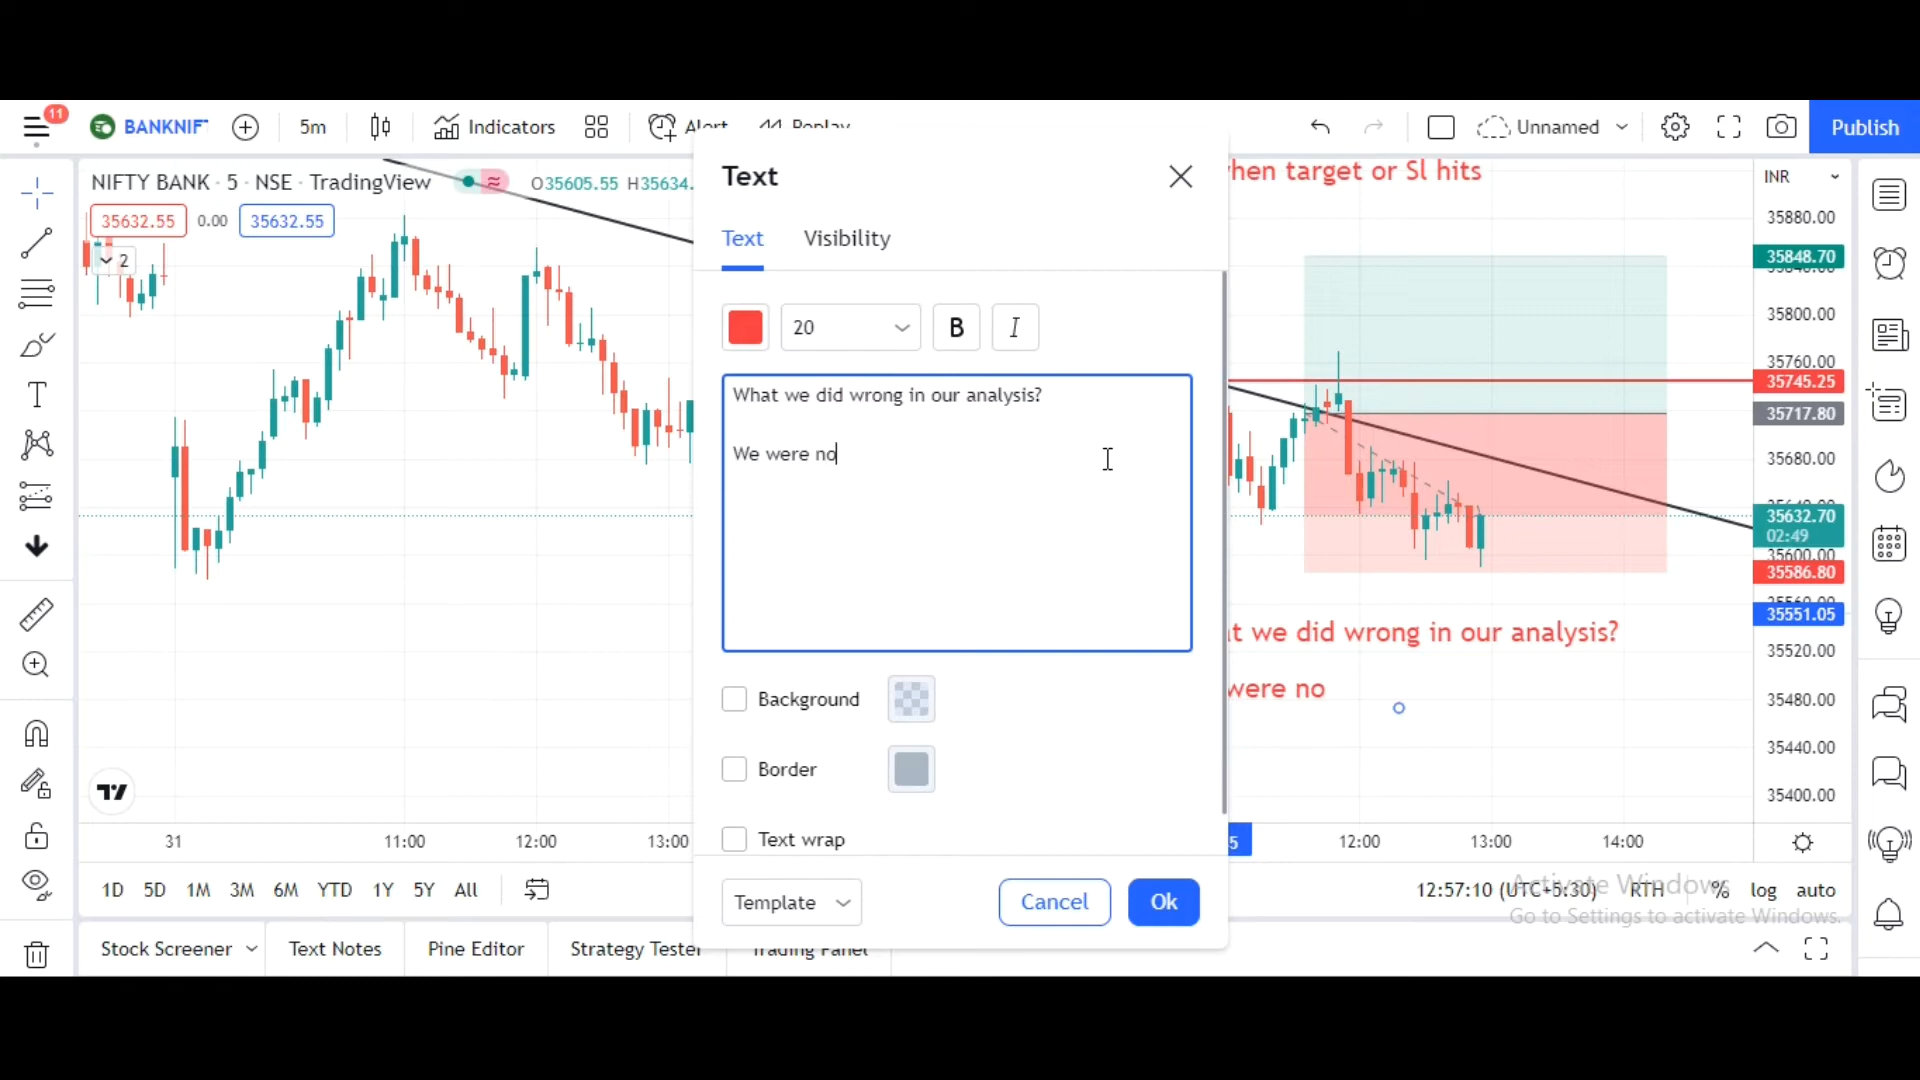 11
BANKNIF
5m
Indicators
Alert
Replay
Unnamed
Publish
NIFTY BANK · 5 · NSE · TradingView
O35605.55 H35634.
35632.55
0.00
35632.55
2
Text
Text
Visibility
20
B
I
What we did wrong in our analysis?
We were no
Background
Border
Text wrap
Template
Cancel
Ok
hen target or Sl hits
INR
35880.00
35848.70
35800.00
35760.00
35745.25
35717.80
35680.00
35632.70
02:49
35600.00
35586.80
35551.05
35520.00
35480.00
35440.00
35400.00
t we did wrong in our analysis?
were no
31
11:00
12:00
13:00
5
12:00
13:00
14:00
1D
5D
1M
3M
6M
YTD
1Y
5Y
All
12:57:10 (UTC+5:30)
RTH
%
log
auto
Activate Windows
Go to Settings to activate Windows.
Stock Screener
Text Notes
Pine Editor
Strategy Tester
Trading Panel